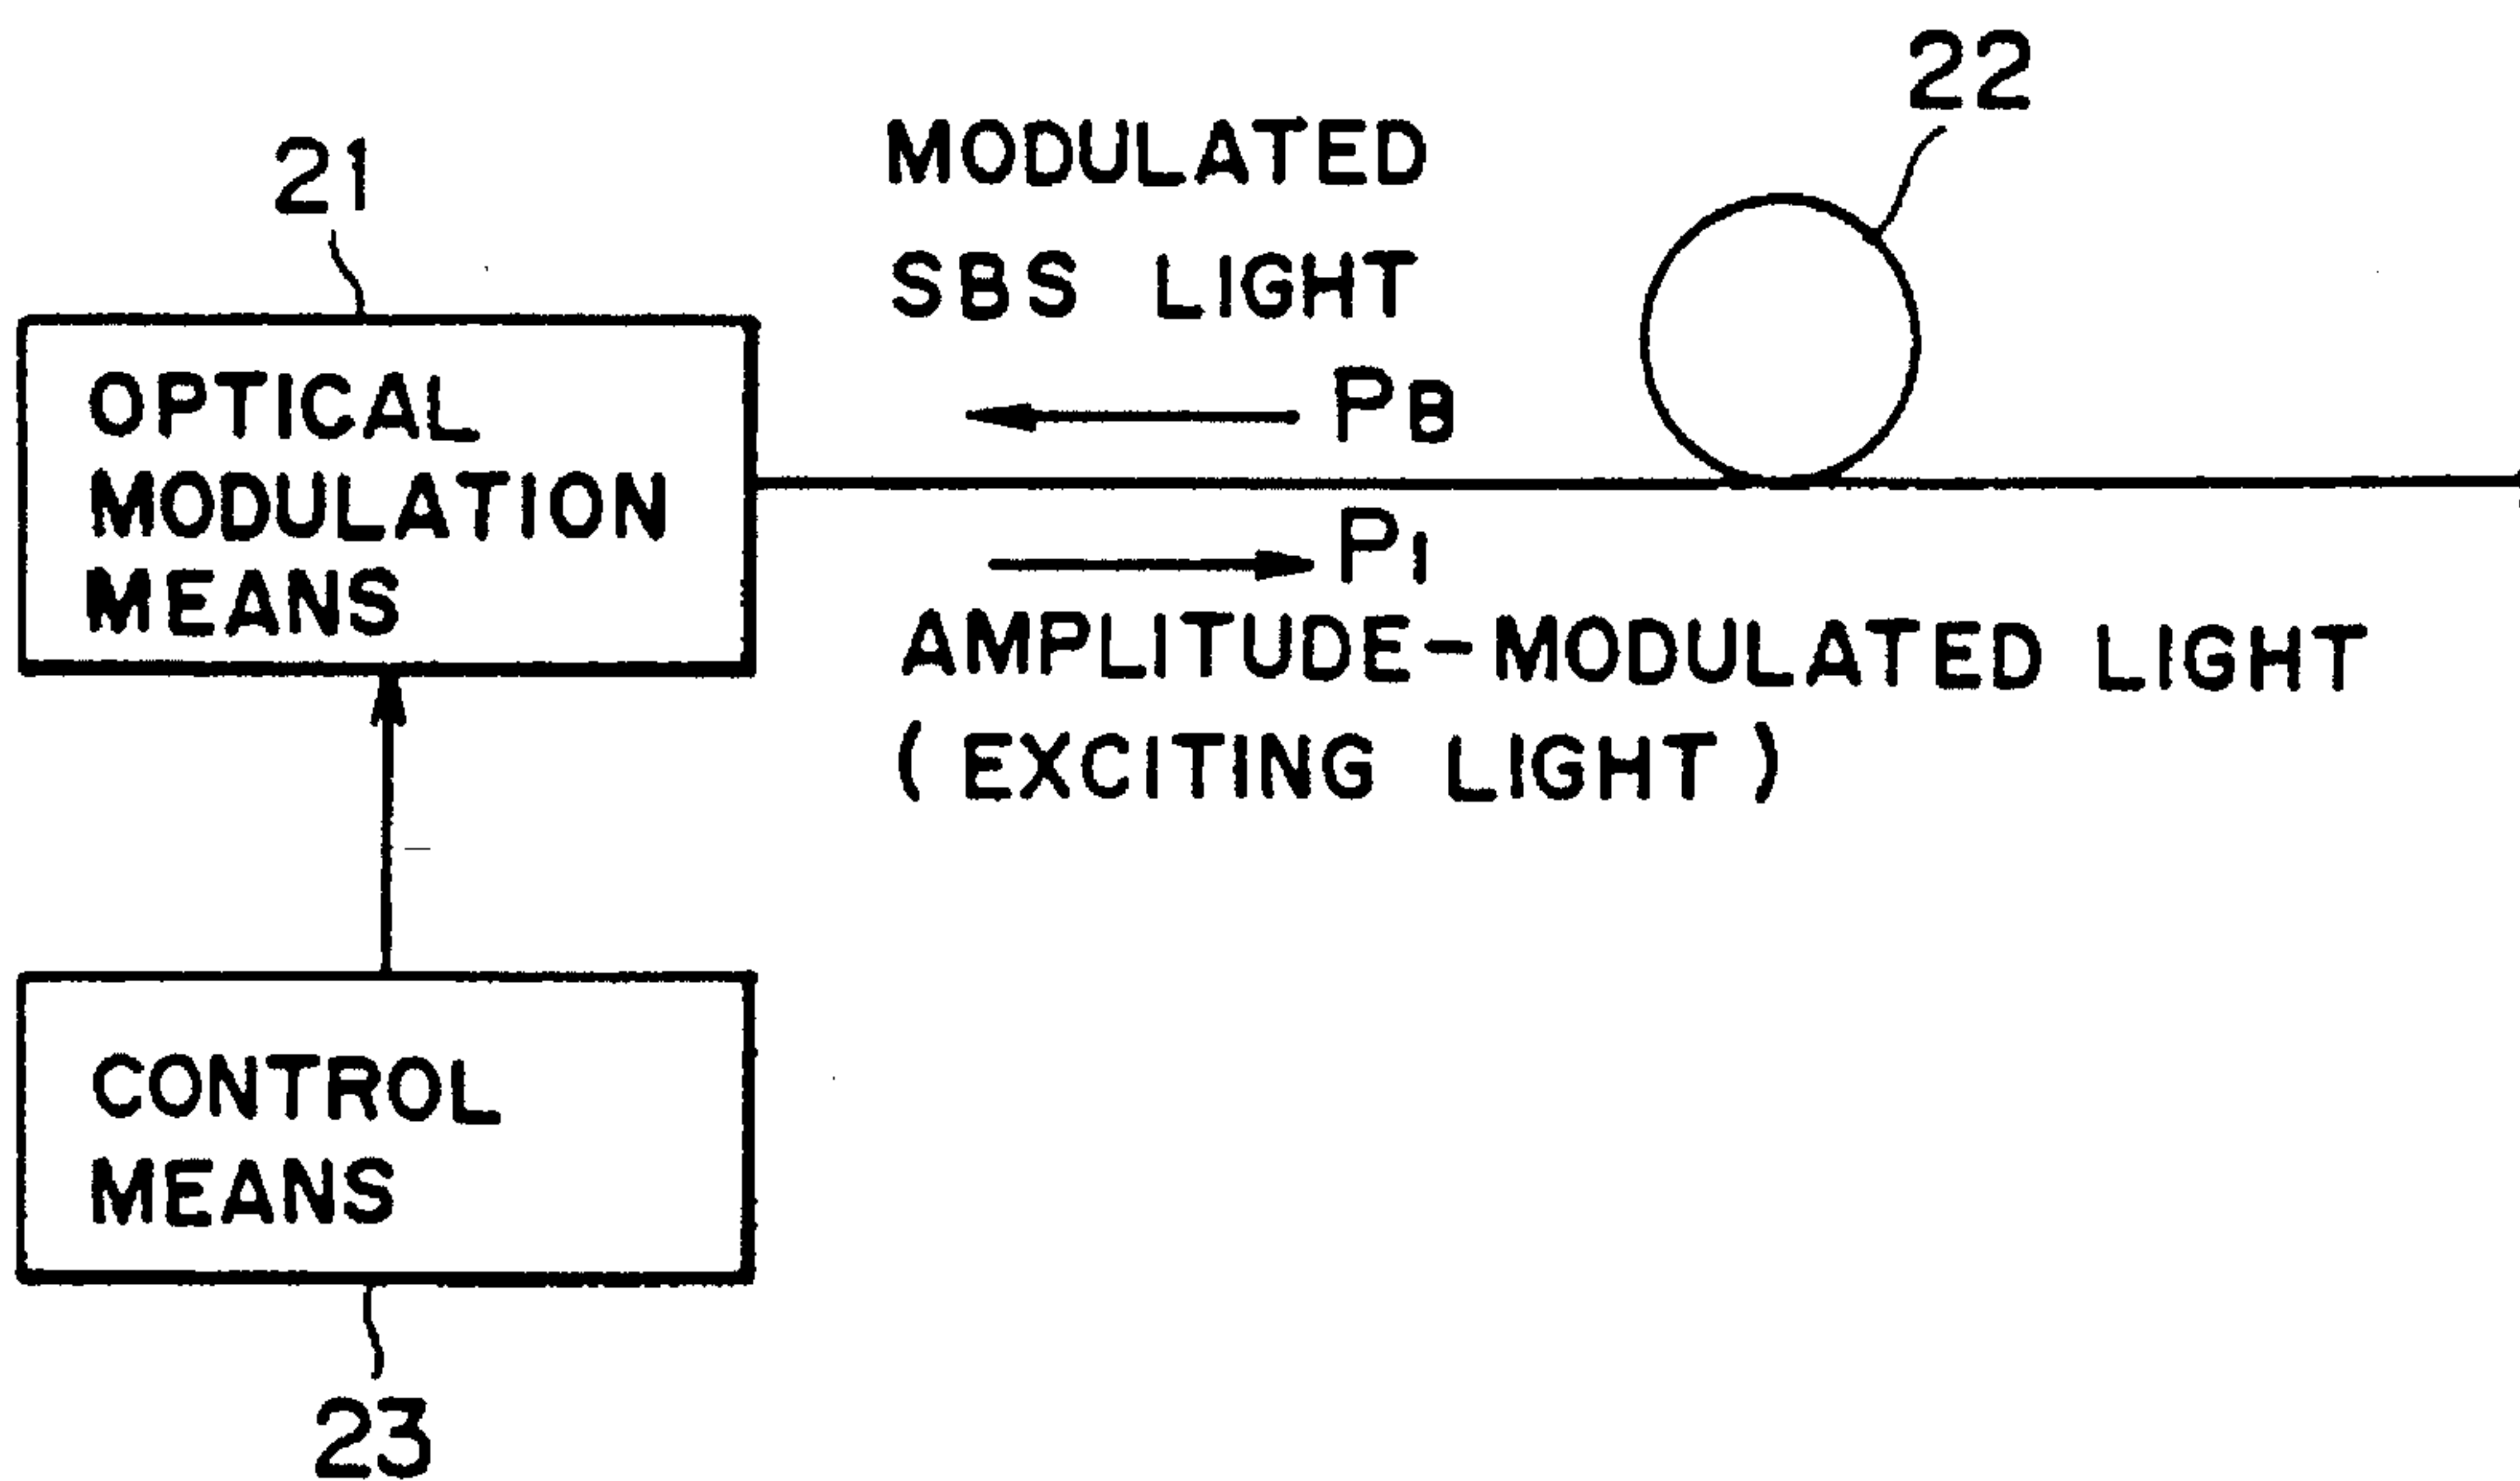 22
21
MODULATED
SBS LIGHT
PB
OPTICAL
MODULATION
MEANS
P1
AMPLITUDE-MODULATED LIGHT
(EXCITING LIGHT)
CONTROL
MEANS
23